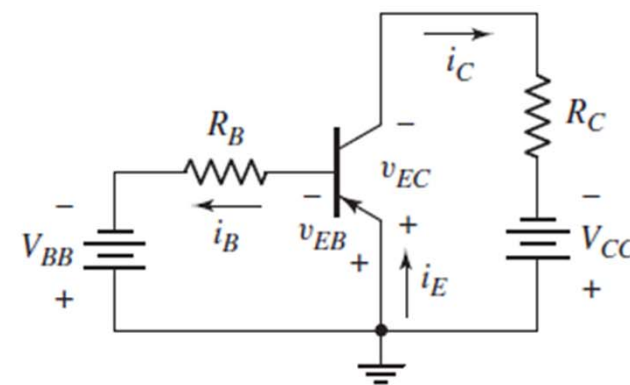 i_C
R_B
R_C
−
−
v_EC
−
−
i_B
v_EB
+
V_BB
V_CC
+
i_E
+
+